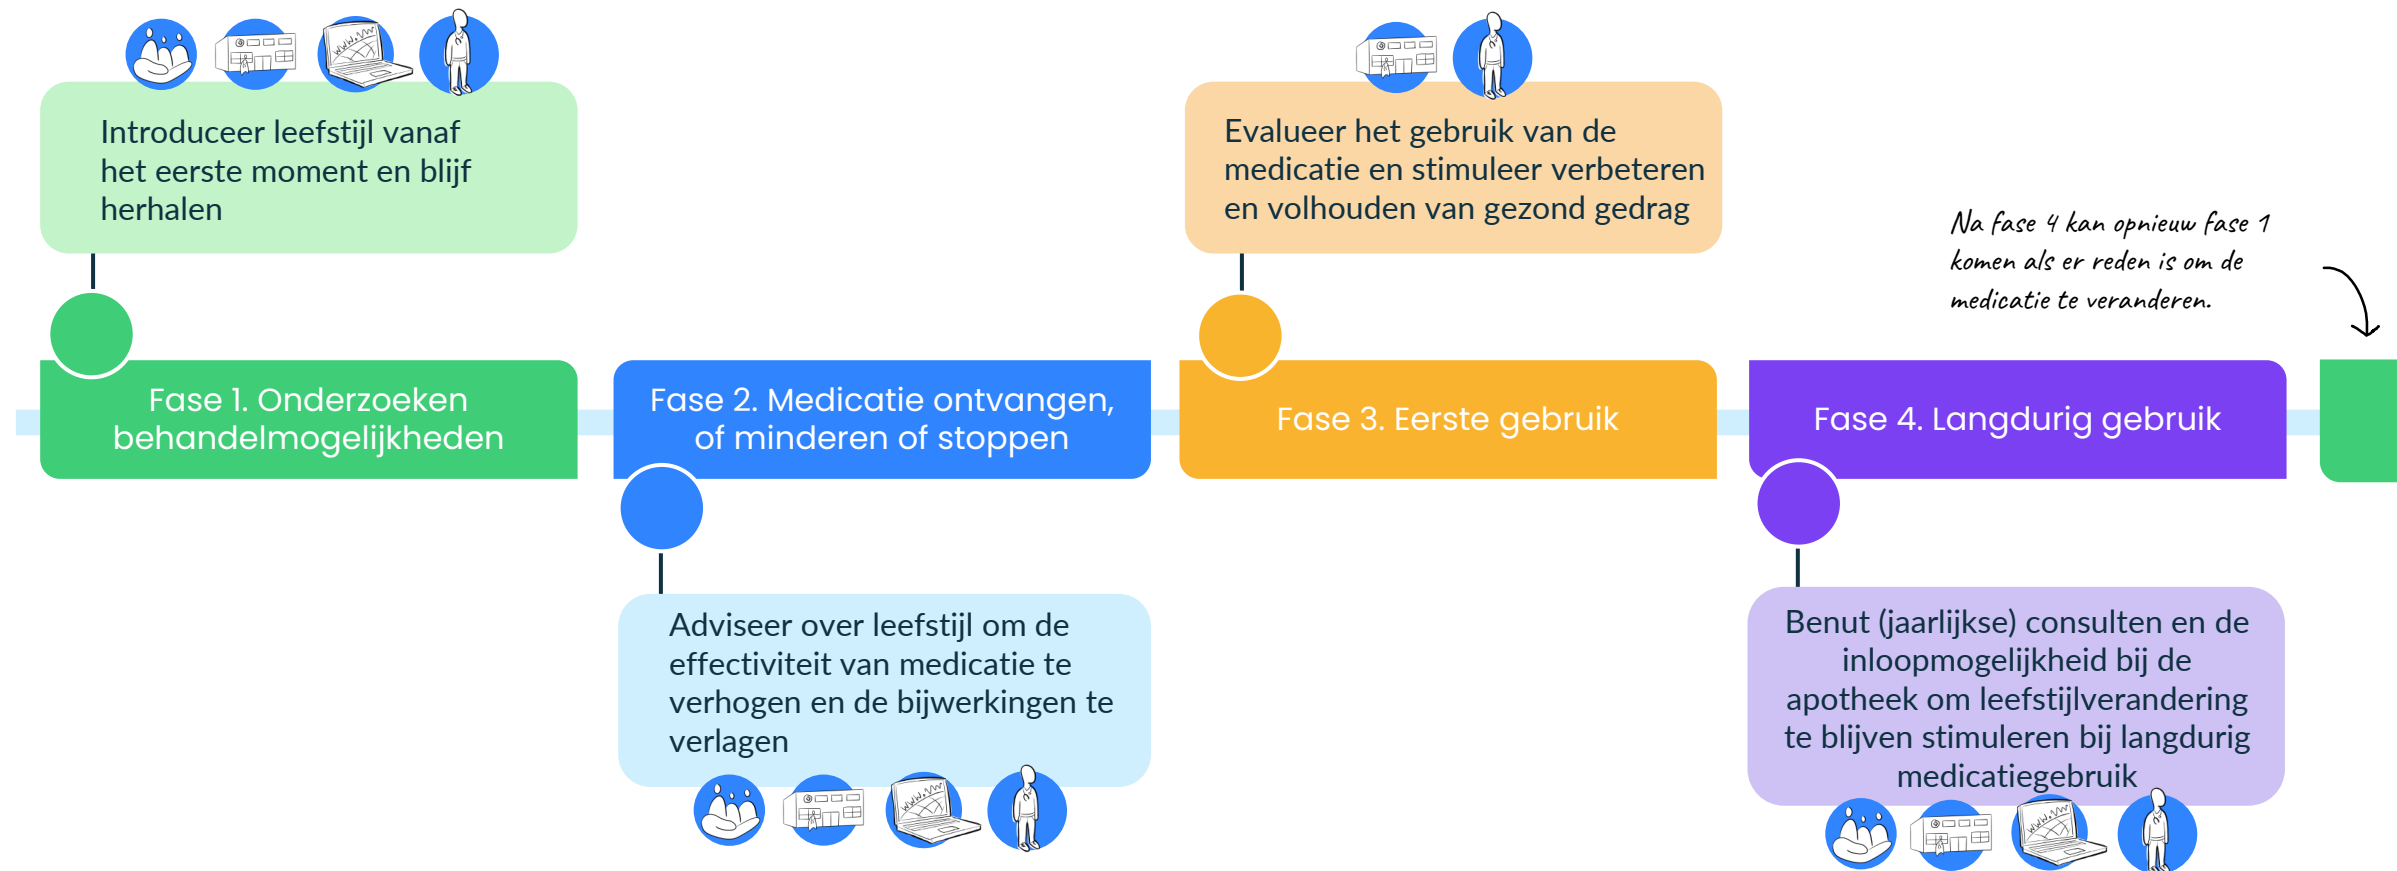 Introduceer leefstijl vanaf
het eerste moment en blijf
herhalen
Fase 1. Onderzoeken
behandelmogelijkheden
Fase 2. Medicatie ontvangen,
of minderen of stoppen
Adviseer over leefstijl om de
effectiviteit van medicatie te
verhogen en de bijwerkingen te
verlagen
Evalueer het gebruik van de
medicatie en stimuleer verbeteren
en volhouden van gezond gedrag
Fase 3. Eerste gebruik
Fase 4. Langdurig gebruik
Benut (jaarlijkse) consulten en de
inloopmogelijkheid bij de
apotheek om leefstijlverandering
te blijven stimuleren bij langdurig
medicatiegebruik
Na fase 4 kan opnieuw fase 1
komen als er reden is om de
medicatie te veranderen.